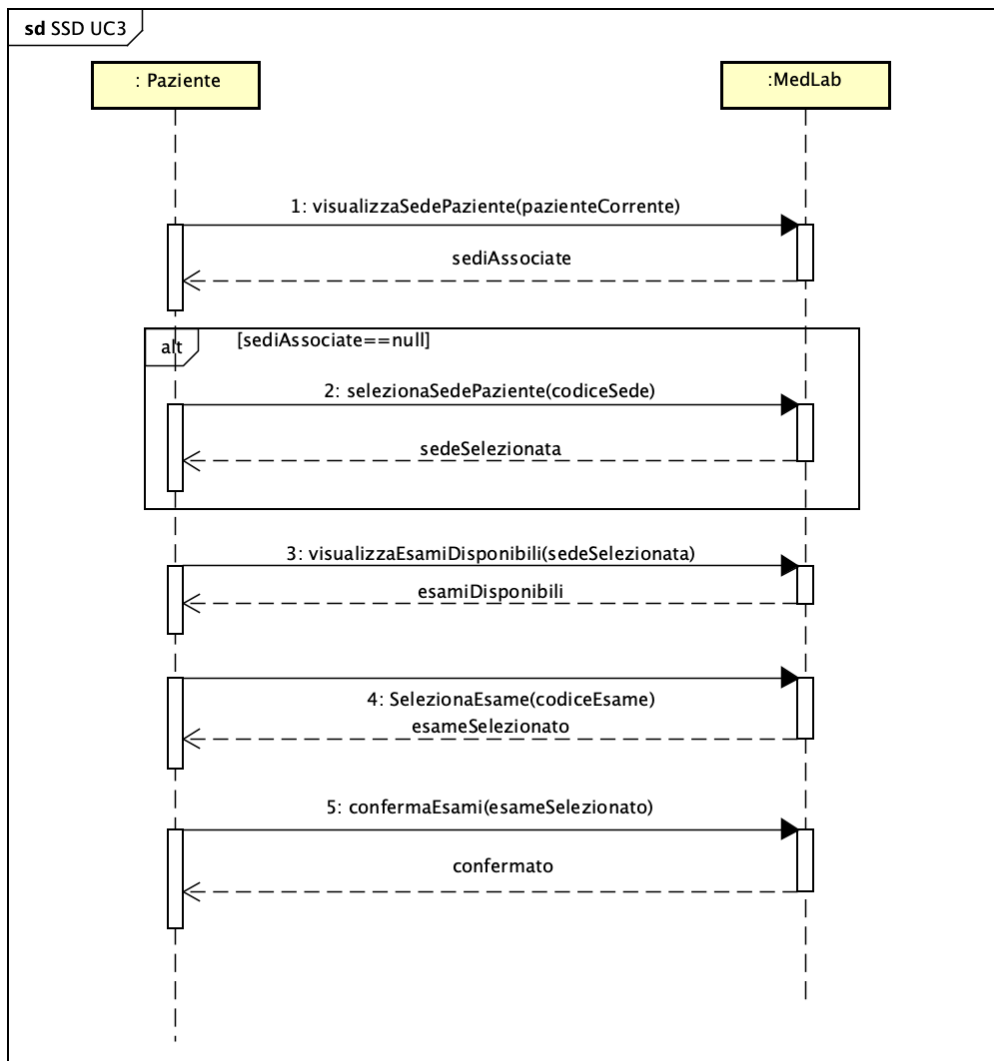 sd SSD UC3
: Paziente
:MedLab
1: visualizzaSedePaziente(pazienteCorrente)
sediAssociate
alt
[sediAssociate==null]
2: selezionaSedePaziente(codiceSede)
sedeSelezionata
3: visualizzaEsamiDisponibili(sedeSelezionata)
esamiDisponibili
4: SelezionaEsame(codiceEsame)
esameSelezionato
5: confermaEsami(esameSelezionato)
confermato